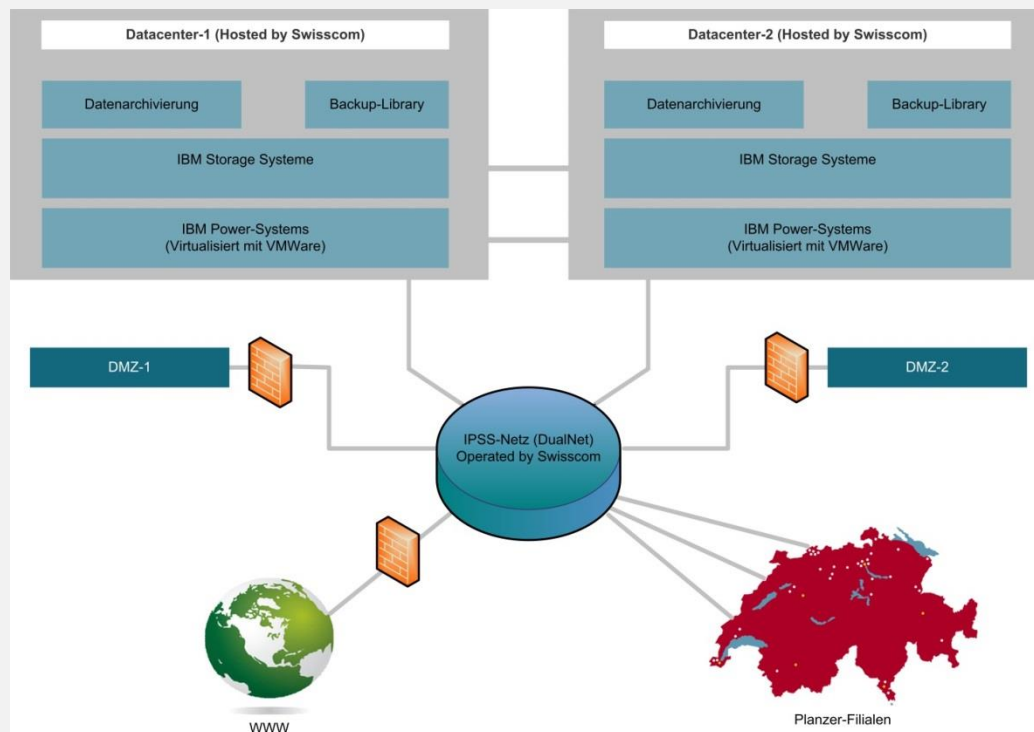 Datacenter-1 (Hosted by Swisscom)
Datenarchivierung
Backup-Library
IBM Storage Systeme
IBM Power-Systems
(Virtualisiert mit VMWare)
Datacenter-2 (Hosted by Swisscom)
Datenarchivierung
Backup-Library
IBM Storage Systeme
IBM Power-Systems
(Virtualisiert mit VMWare)
DMZ-1
DMZ-2
IPSS-Netz (DualNet)
Operated by Swisscom
WWW
Planzer-Filialen